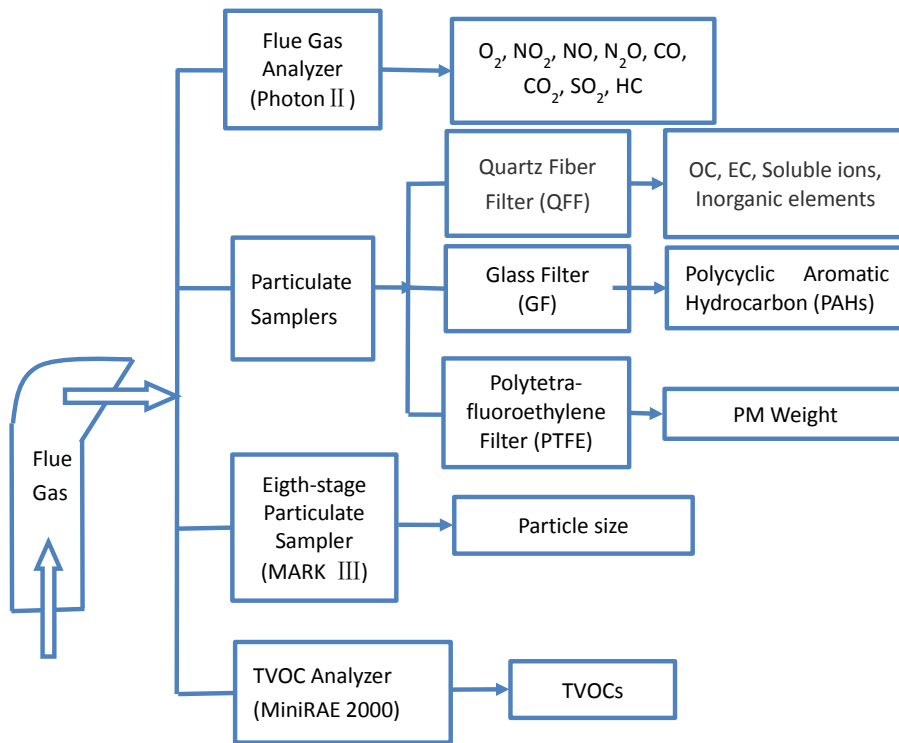 Flue Gas
Analyzer
(Photon Ⅱ)
O₂, NO₂, NO, N₂O, CO,
CO₂, SO₂, HC
Quartz Fiber
Filter (QFF)
OC, EC, Soluble ions,
Inorganic elements
Particulate
Samplers
Glass Filter
(GF)
Polycyclic Aromatic
Hydrocarbon (PAHs)
Polytetra-
fluoroethylene
Filter (PTFE)
PM Weight
Flue
Gas
Eigth-stage
Particulate
Sampler
(MARK Ⅲ)
Particle size
TVOC Analyzer
(MiniRAE 2000)
TVOCs